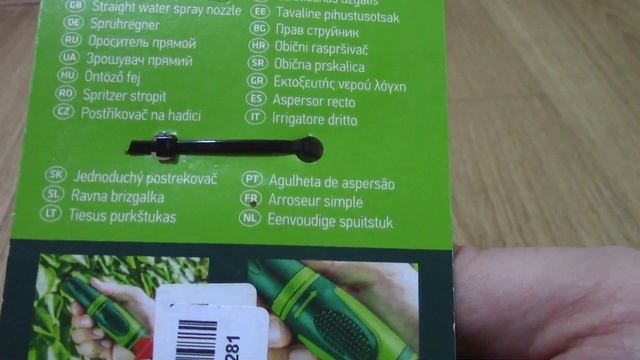 GB Straight water spray nozzle
DE Sprühregner
RU Ороситель прямой
UA Зрошувач прямий
HU Öntöző fej
RO Spritzer stropit
CZ Postřikovač na hadici
EE Tavaline pihustusotsak
BG Прав струйник
HR Obični raspršivač
SR Obična prskalica
GR Εκτοξευτής νερού λόγχη
ES Aspersor recto
IT Irrigatore dritto
SK Jednoduchý postrekovač
SL Ravna brizgalka
LT Tiesus purkštukas
PT Agulheta de aspersão
FR Arroseur simple
NL Eenvoudige spuitstuk
281